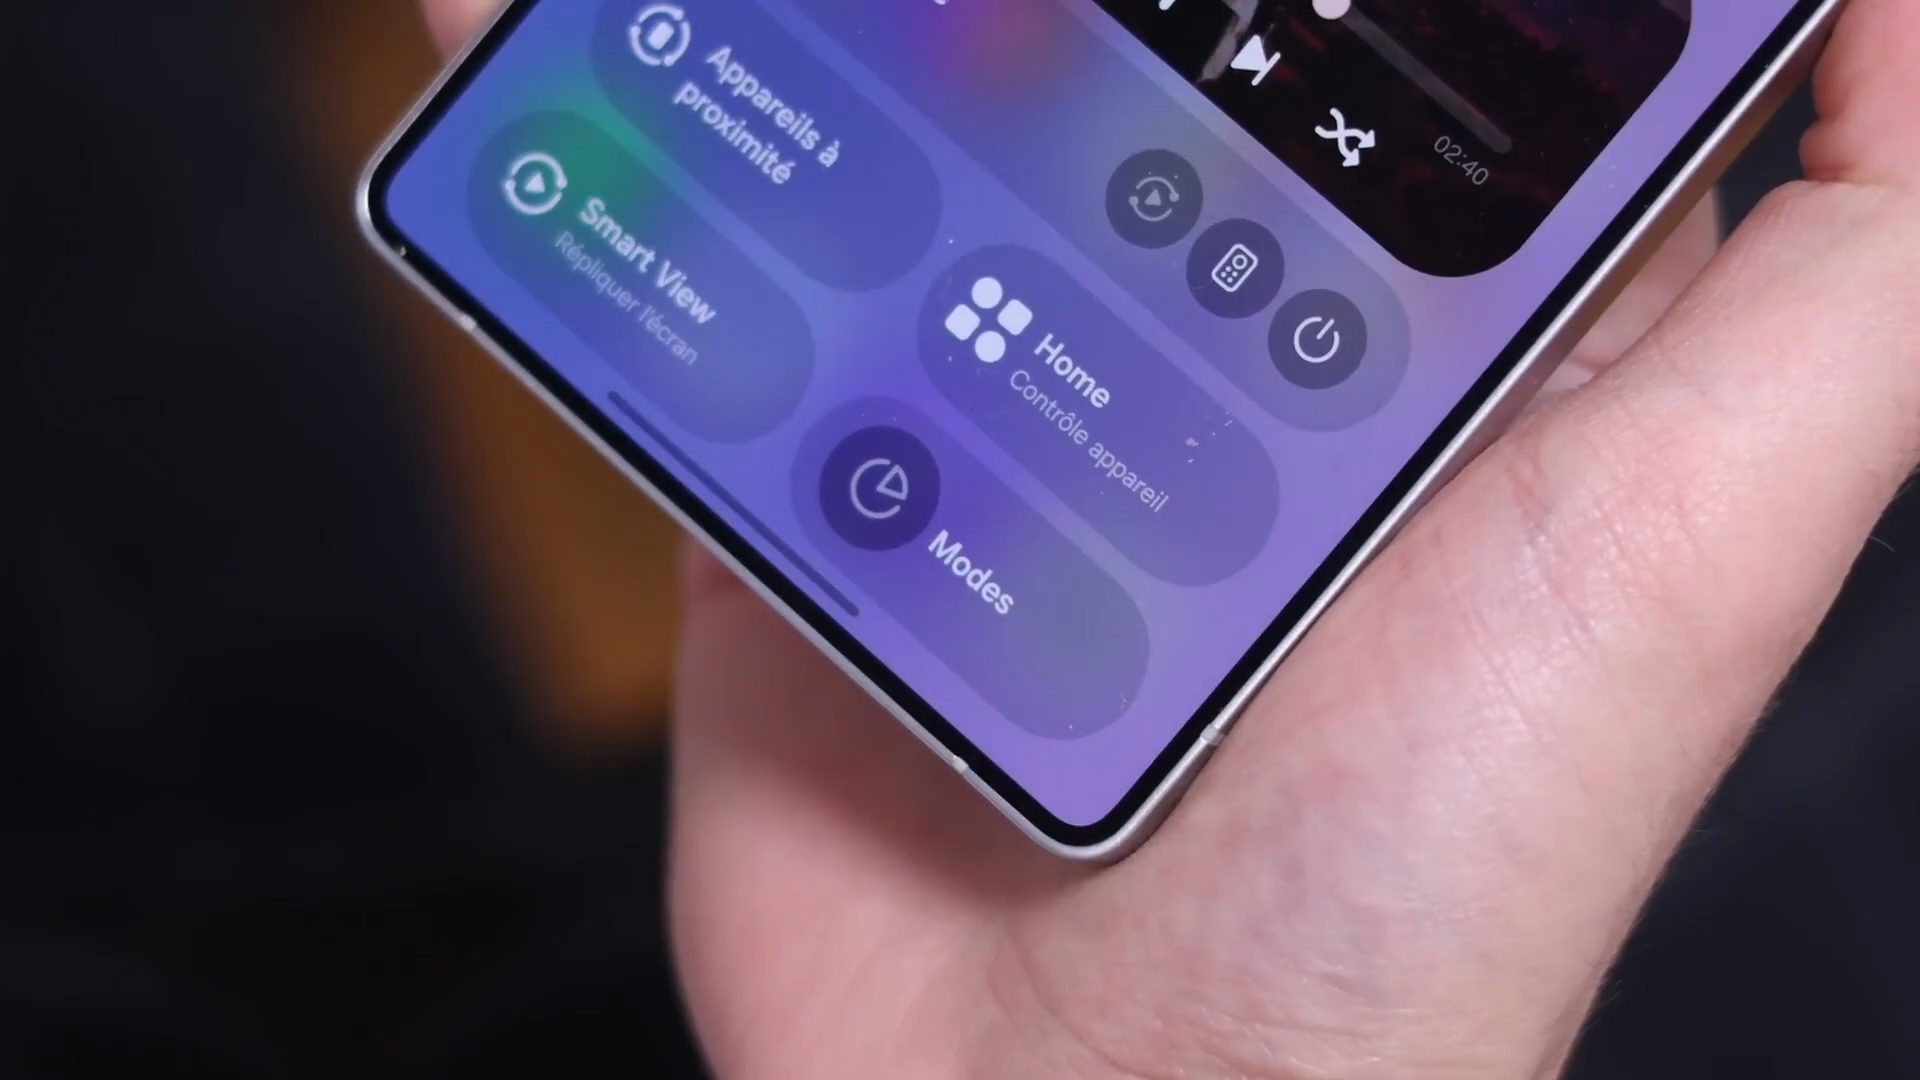 02:40
Appareils à
proximité
Smart View
Répliquer l'écran
Home
Contrôle appareil
Modes